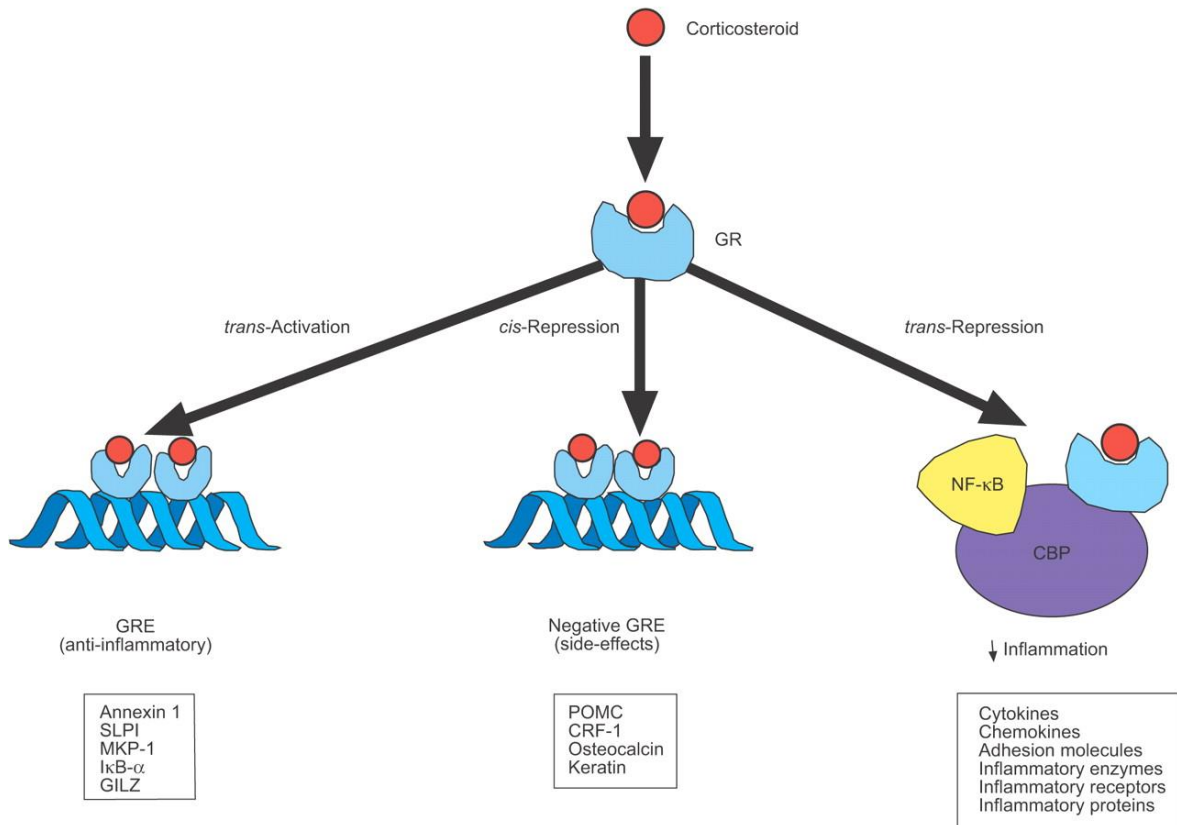 Corticosteroid
GR
trans-Activation
cis-Repression
trans-Repression
NF-κB
CBP
GRE
(anti-inflammatory)
Negative GRE
(side-effects)
↓ Inflammation
Annexin 1
SLPI
MKP-1
IκB-α
GILZ
POMC
CRF-1
Osteocalcin
Keratin
Cytokines
Chemokines
Adhesion molecules
Inflammatory enzymes
Inflammatory receptors
Inflammatory proteins